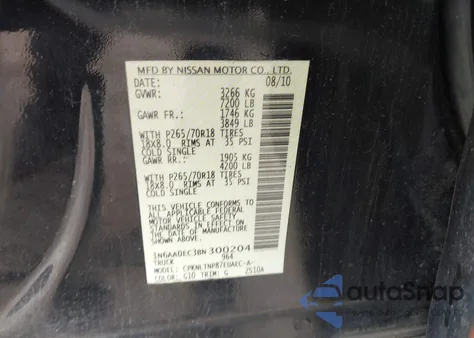 MFD BY NISSAN MOTOR CO., LTD.
DATE: 08/10
GVWR: 3266 KG
7200 LB
GAWR FR.: 1746 KG
3849 LB
WITH P265/70R18 TIRES
18X8.0 RIMS AT 35 PSI
COLD SINGLE
GAWR RR.: 1905 KG
4200 LB
WITH P265/70R18 TIRES
18X8.0 RIMS AT 35 PSI
COLD SINGLE
THIS VEHICLE CONFORMS TO
ALL APPLICABLE FEDERAL MOTOR
VEHICLE SAFETY STANDARDS
IN EFFECT ON THE DATE OF
MANUFACTURE SHOWN ABOVE.
1N6AA0EC3BN300204
TRUCK 964
MODEL: CPKNLTNP87EUAEC-A-
COLOR: G10 TRIM: G 2510A
autoSnap